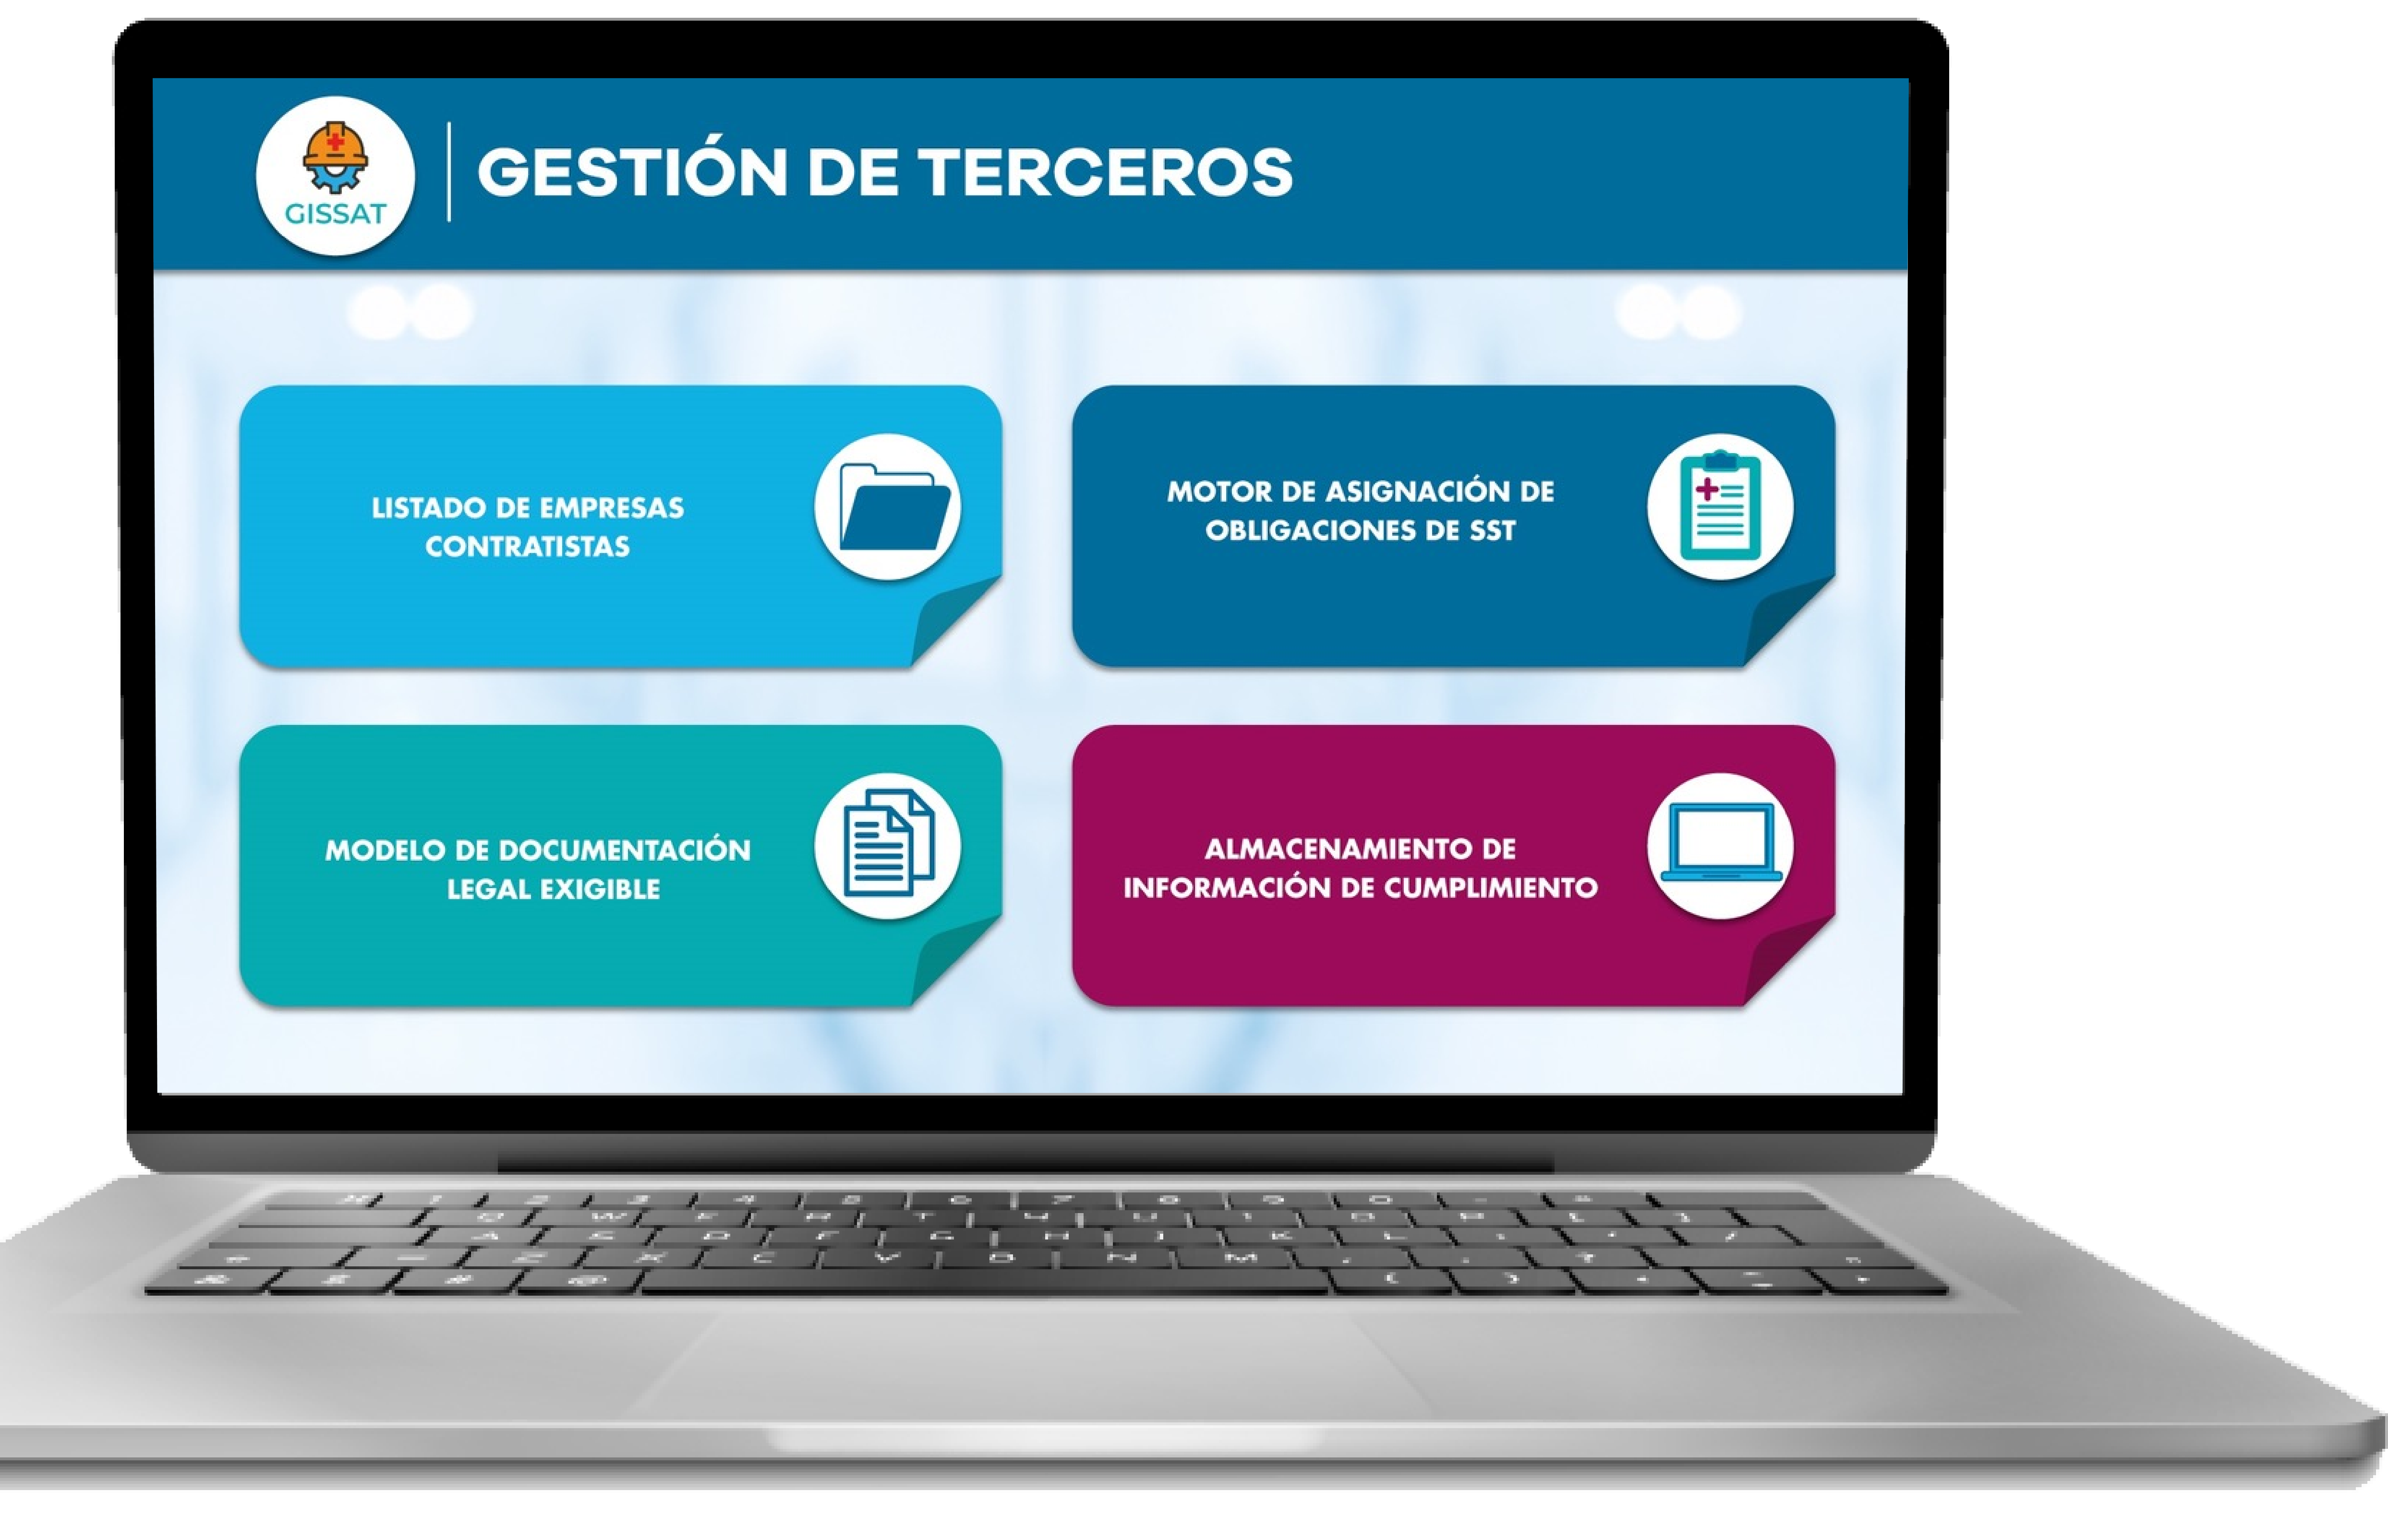 GISSAT
GESTIÓN DE TERCEROS
LISTADO DE EMPRESAS
CONTRATISTAS
MOTOR DE ASIGNACIÓN DE
OBLIGACIONES DE SST
MODELO DE DOCUMENTACIÓN
LEGAL EXIGIBLE
ALMACENAMIENTO DE
INFORMACIÓN DE CUMPLIMIENTO